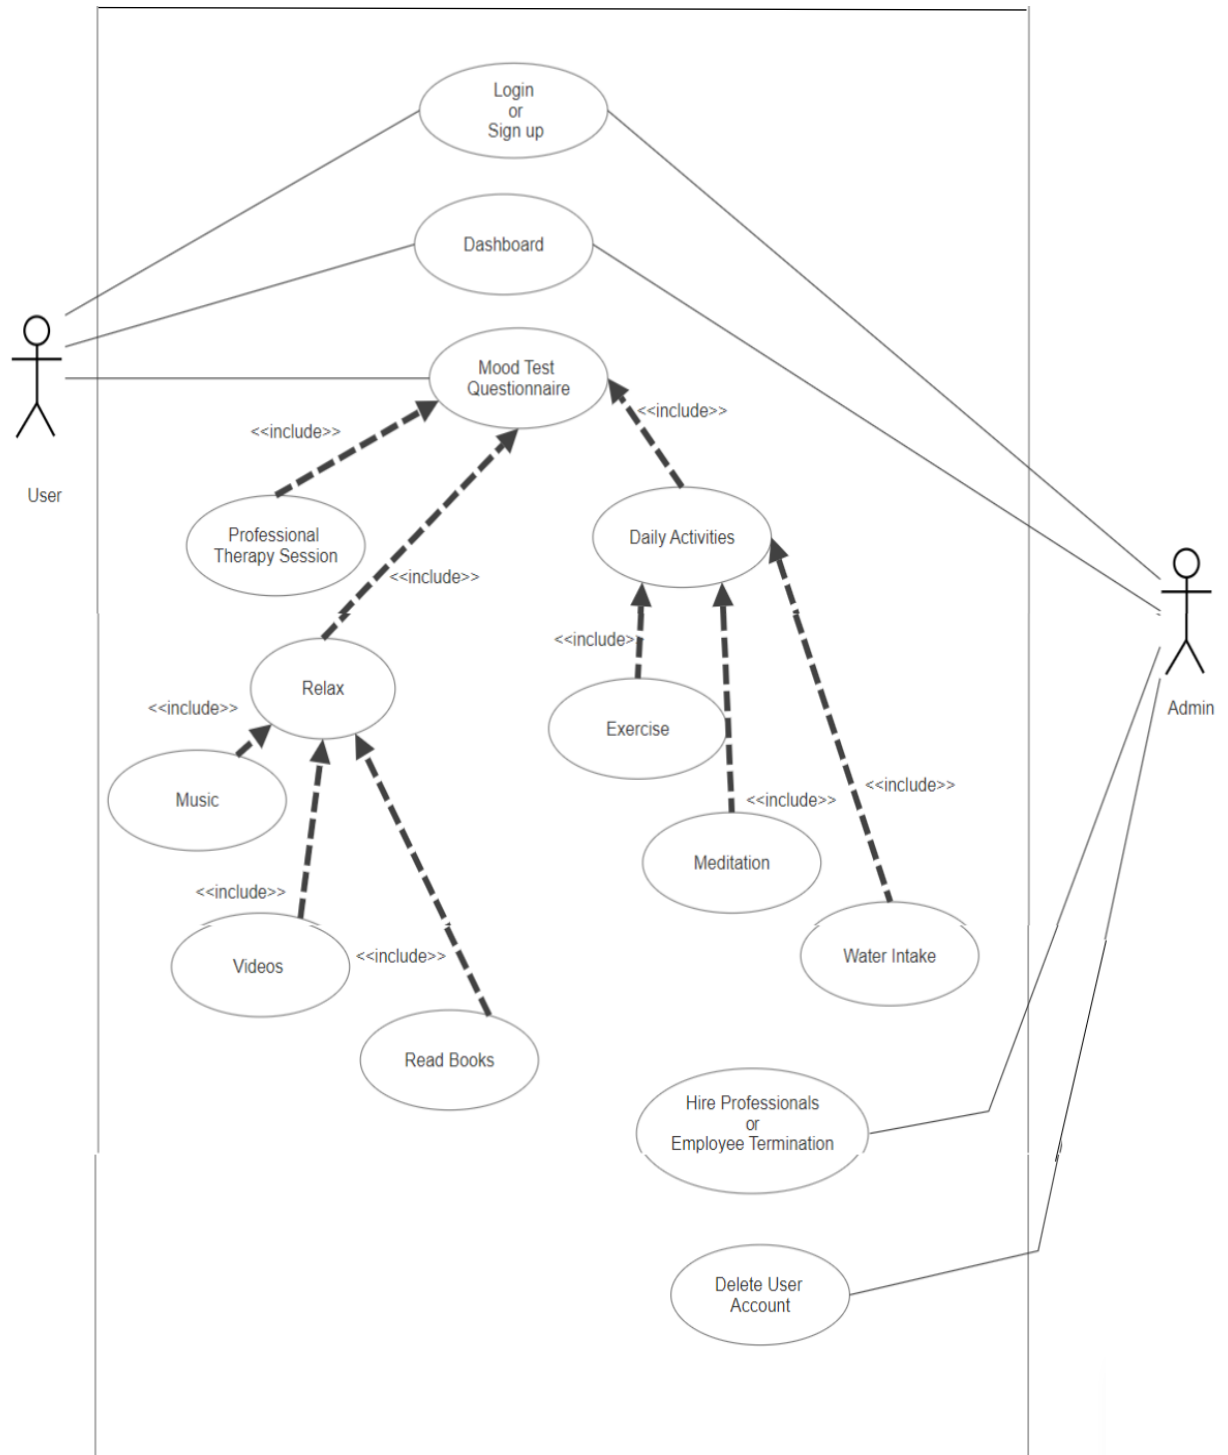 Login
or
Sign up
Dashboard
Mood Test
Questionnaire
<<include>>
<<include>>
User
Professional
Therapy Session
Daily Activities
<<include>>
<<include>
Relax
<<include>>
Admin
Exercise
Music
<<include>>
<<include>>
Meditation
<<include>>
Videos
<<include>>
Water Intake
Read Books
Hire Professionals
or
Employee Termination
Delete User
Account